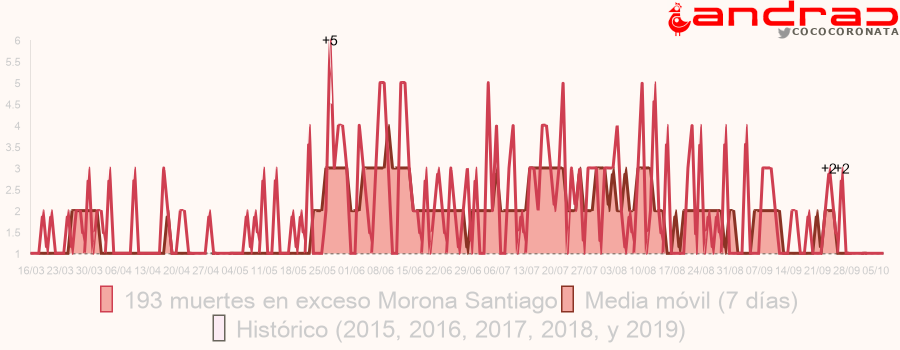 andrac
COCOCORONATA
6
5.5
5
4.5
4
3.5
3
2.5
2
1.5
1
+5
+2 +2
16/03 23/03 30/03 06/04 13/04 20/04 27/04 04/05 11/05 18/05 25/05 01/06 08/06 15/06 22/06 29/06 06/07 13/07 20/07 27/07 03/08 10/08 17/08 24/08 31/08 07/09 14/09 21/09 28/09 05/10
193 muertes en exceso Morona Santiago Media móvil (7 días)
Histórico (2015, 2016, 2017, 2018, y 2019)